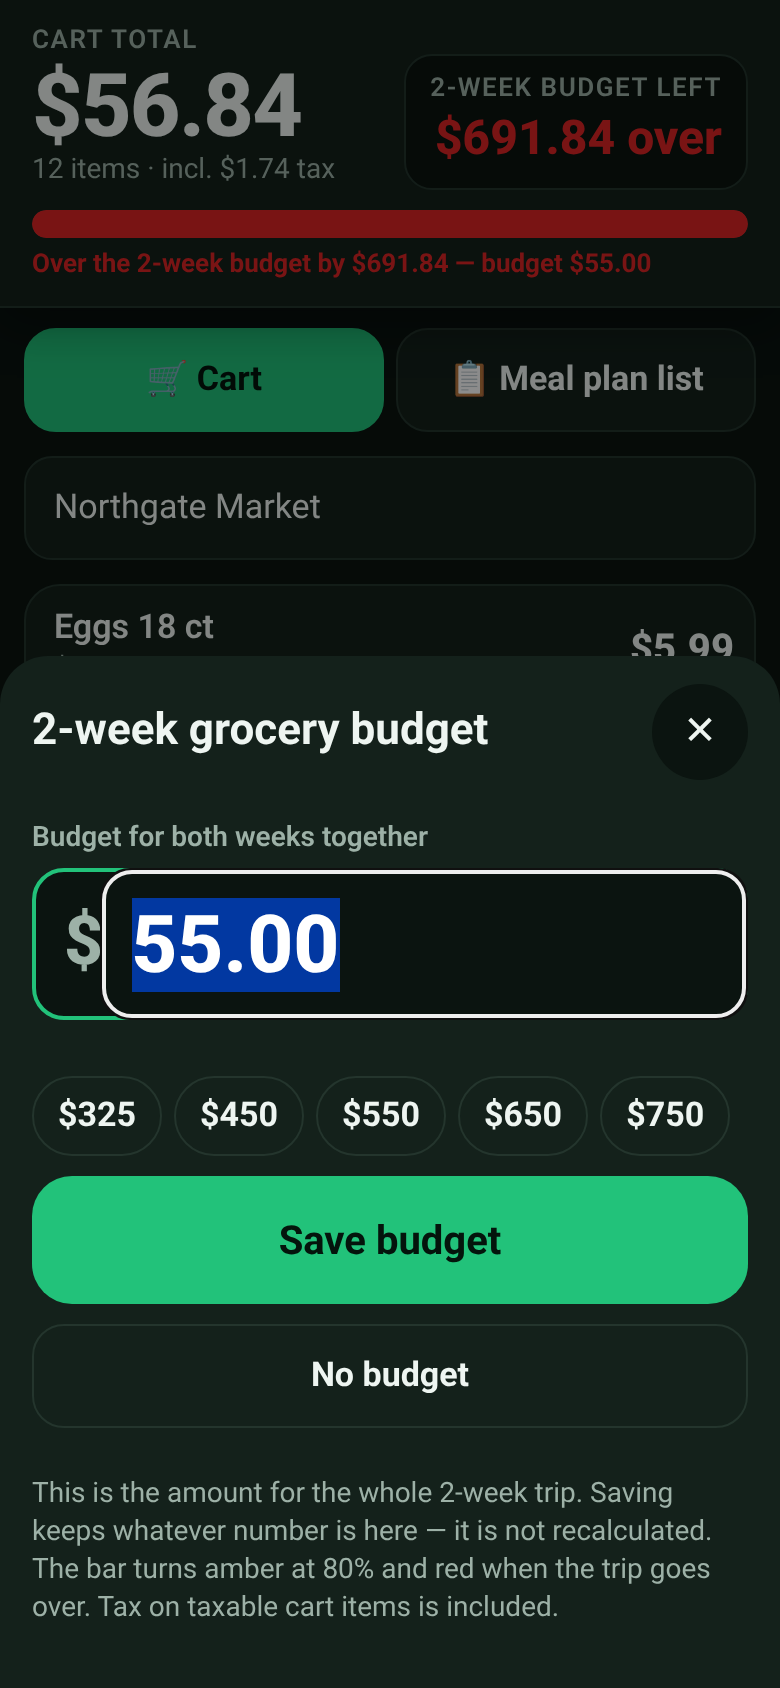 CART TOTAL
$56.84
12 items · incl. $1.74 tax
2-WEEK BUDGET LEFT
$691.84 over
Over the 2-week budget by $691.84 — budget $55.00
🛒 Cart
📋 Meal plan list
Northgate Market
Eggs 18 ct
$5.99
2-week grocery budget
✕
Budget for both weeks together
$55.00
$325 $450 $550 $650 $750
Save budget
No budget
This is the amount for the whole 2-week trip. Saving
keeps whatever number is here — it is not recalculated.
The bar turns amber at 80% and red when the trip goes
over. Tax on taxable cart items is included.